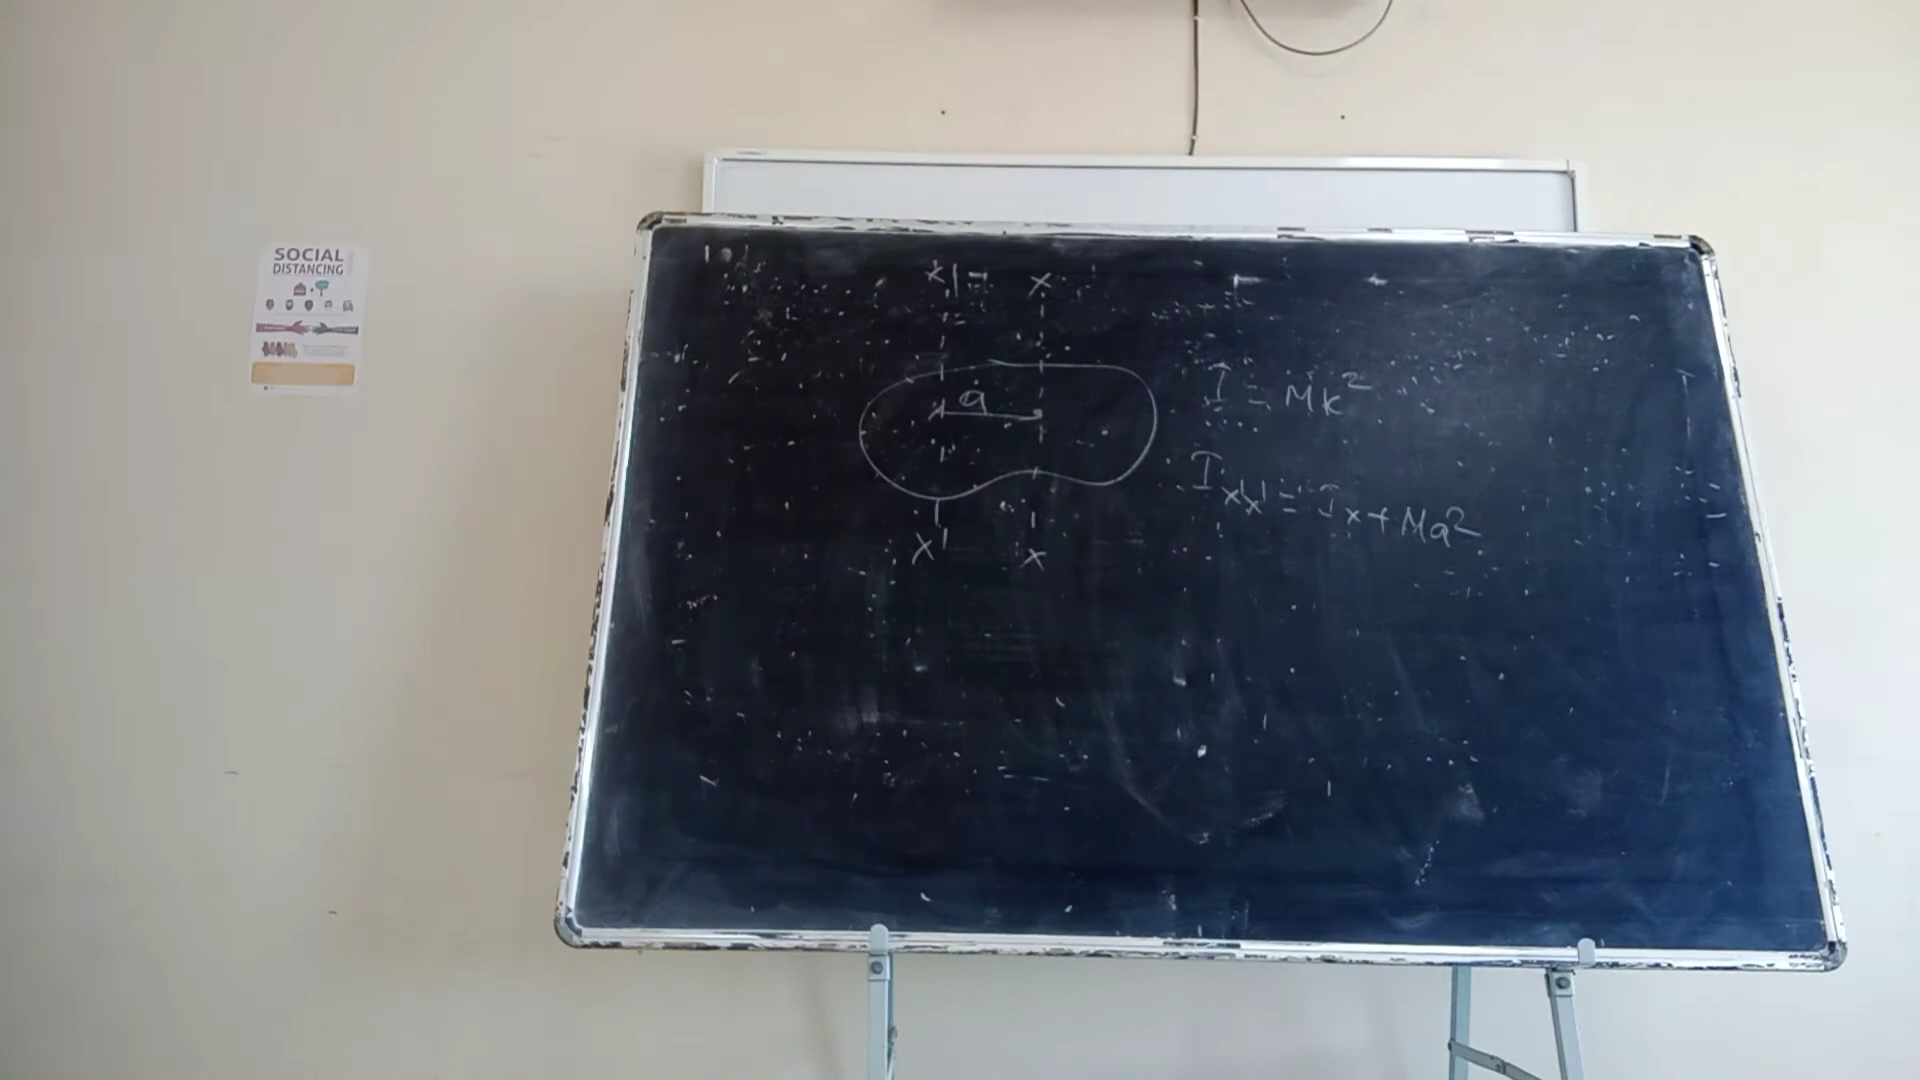 SOCIAL
DISTANCING
x' x
a
I = Mk²
Ixx' = Ix + Ma²
x' x